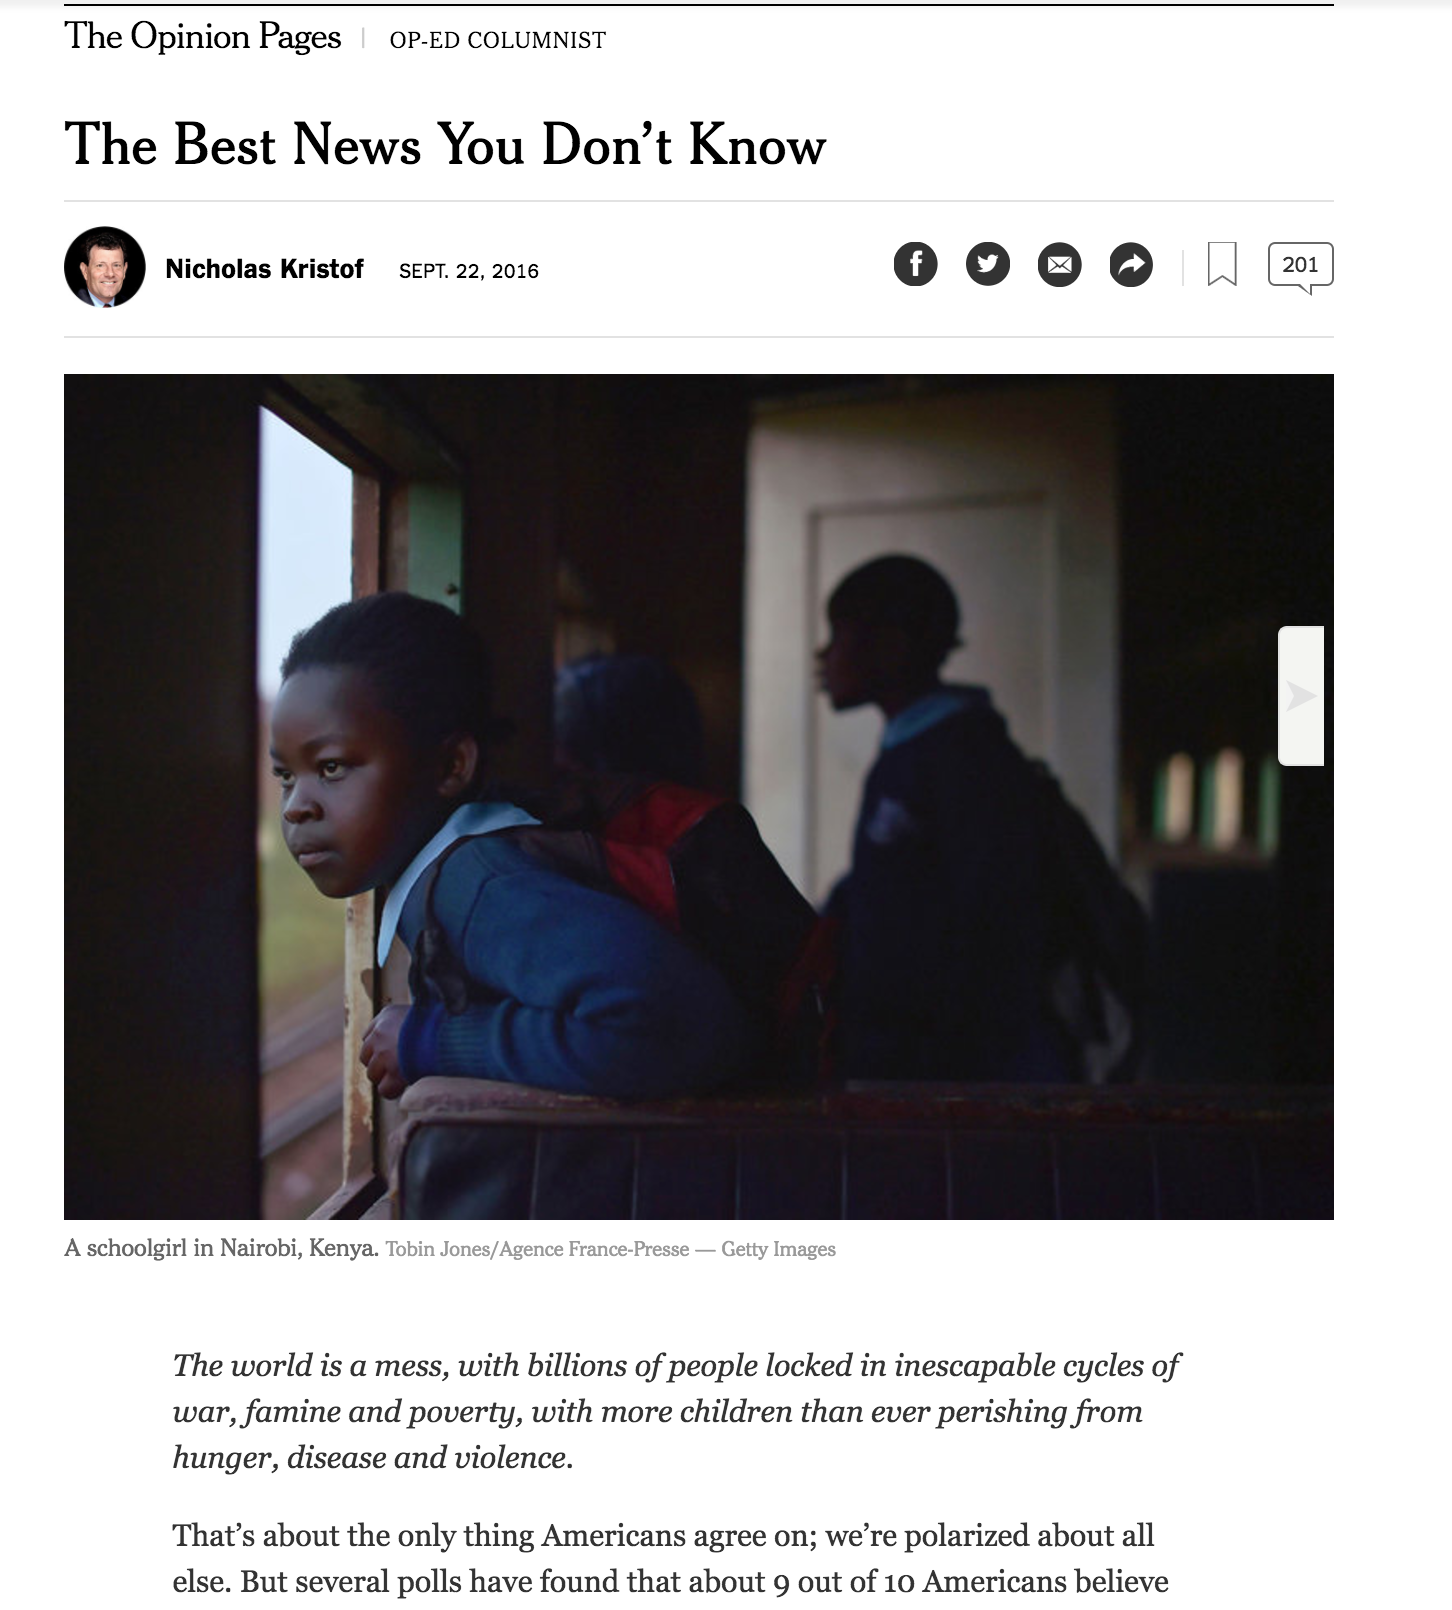 The Opinion Pages | OP-ED COLUMNIST
The Best News You Don’t Know
Nicholas Kristof SEPT. 22, 2016
201
A schoolgirl in Nairobi, Kenya. Tobin Jones/Agence France-Presse — Getty Images
The world is a mess, with billions of people locked in inescapable cycles of
war, famine and poverty, with more children than ever perishing from
hunger, disease and violence.
That’s about the only thing Americans agree on; we’re polarized about all
else. But several polls have found that about 9 out of 10 Americans believe